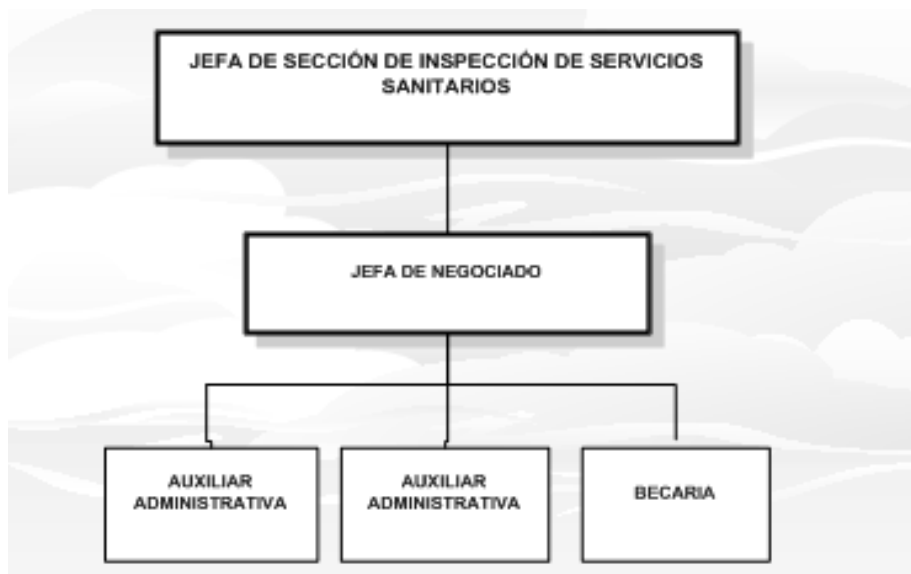 JEFA DE SECCIÓN DE INSPECCIÓN DE SERVICIOS
SANITARIOS
JEFA DE NEGOCIADO
AUXILIAR
ADMINISTRATIVA
AUXILIAR
ADMINISTRATIVA
BECARIA